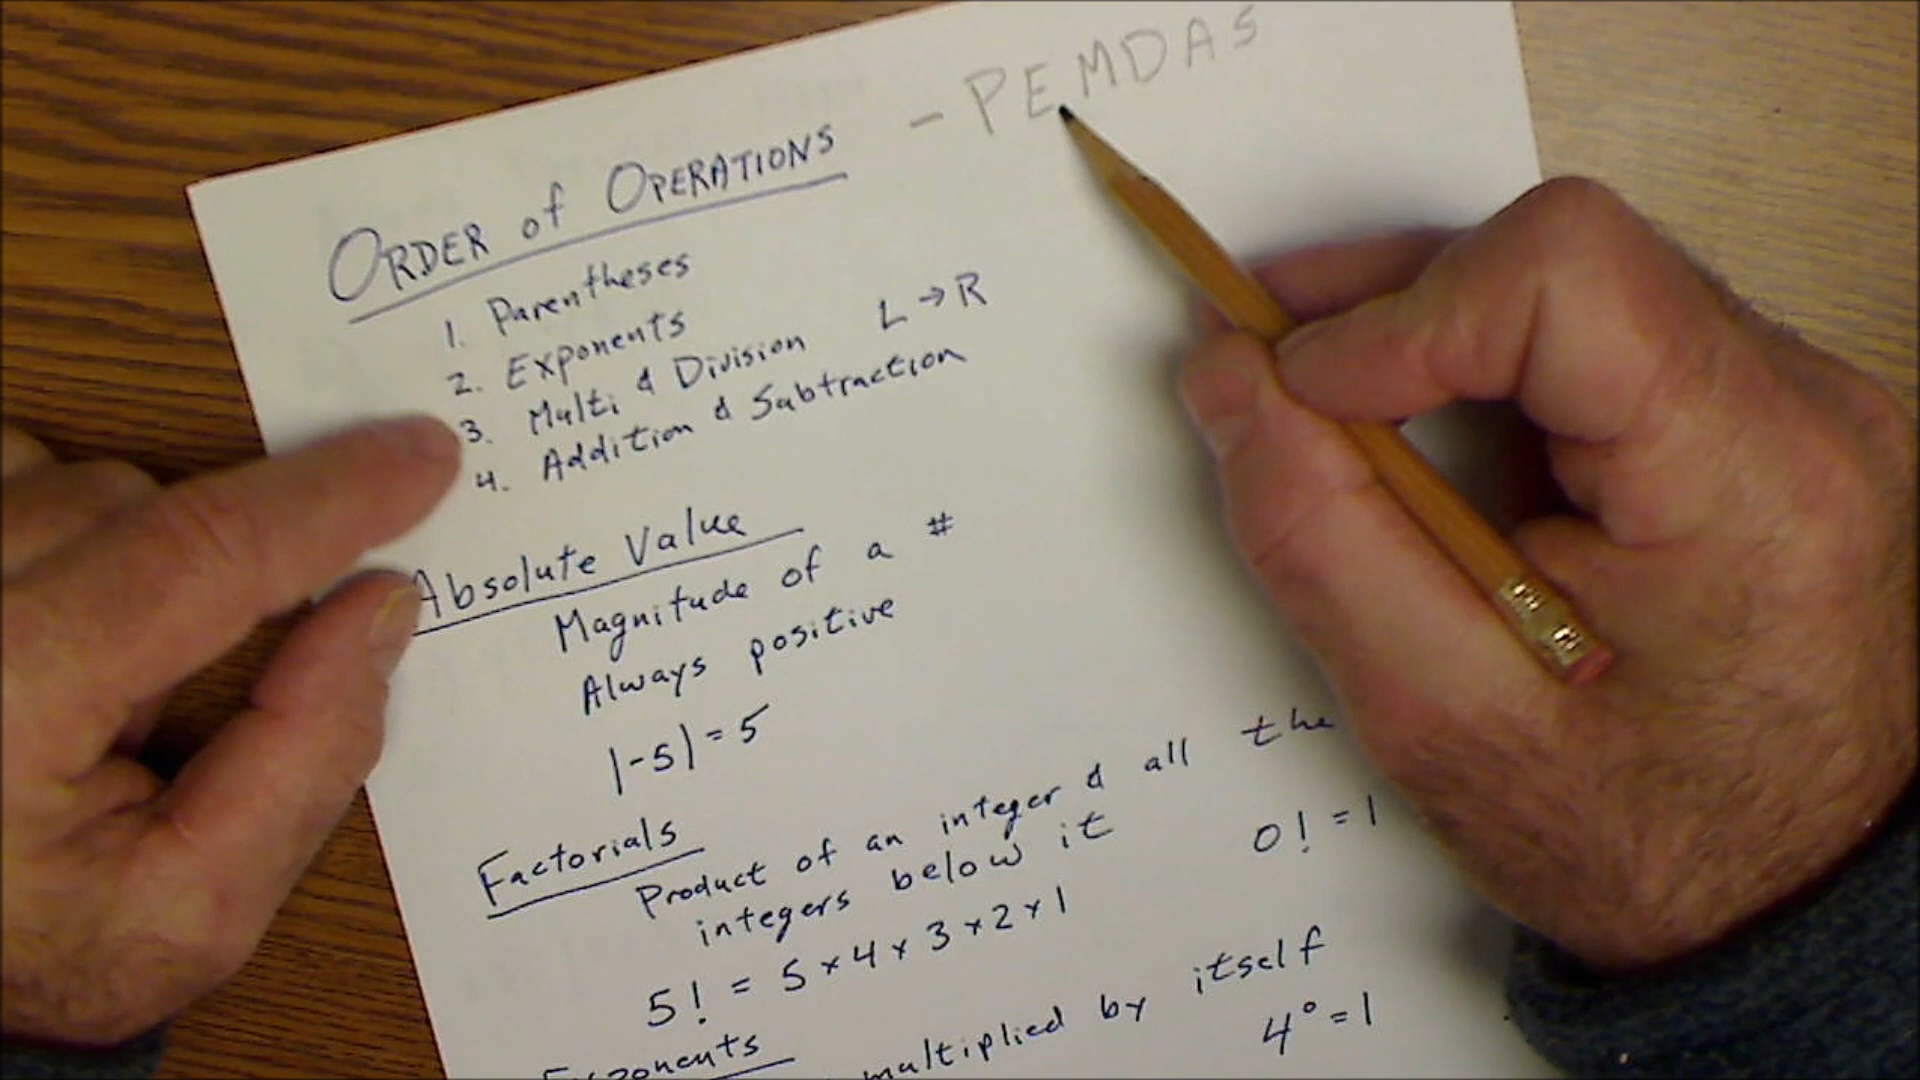 ORDER of OPERATIONS - PEMDAS
1. Parentheses
2. Exponents
3. Multi & Division L → R
4. Addition & Subtraction
Absolute Value
Magnitude of a #
Always positive
|-5| = 5
Factorials
Product of an integer & all the
integers below it 0! = 1
5! = 5 x 4 x 3 x 2 x 1
Exponents
multiplied by itself
4⁰ = 1